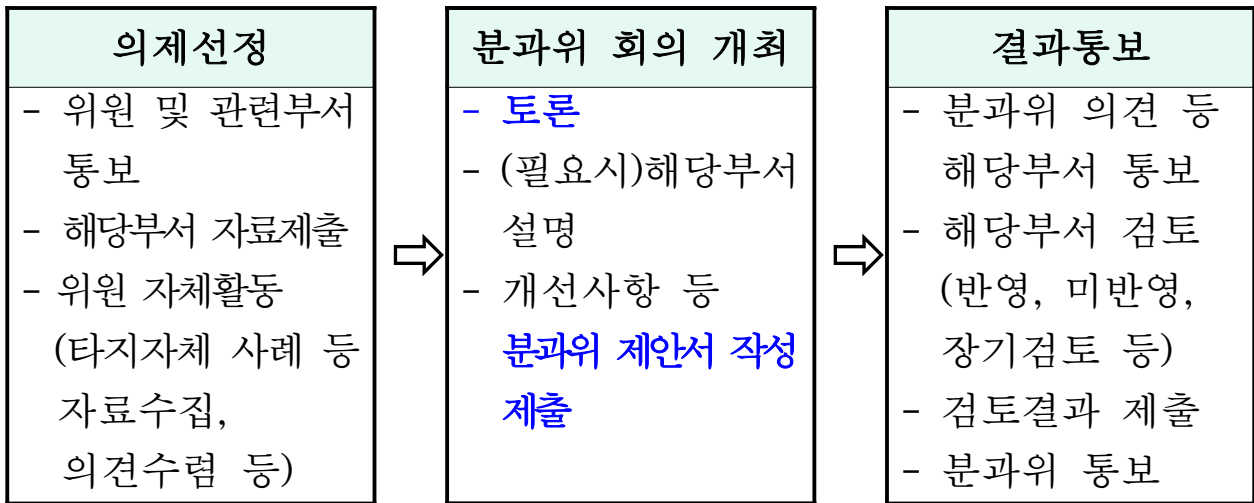 의제선정
- 위원 및 관련부서
통보
- 해당부서 자료제출
- 위원 자체활동
(타지자체 사례 등
자료수집,
의견수렴 등)
⇨
분과위 회의 개최
- 토론
- (필요시)해당부서
설명
- 개선사항 등
분과위 제안서 작성
제출
⇨
결과통보
- 분과위 의견 등
해당부서 통보
- 해당부서 검토
(반영, 미반영,
장기검토 등)
- 검토결과 제출
- 분과위 통보